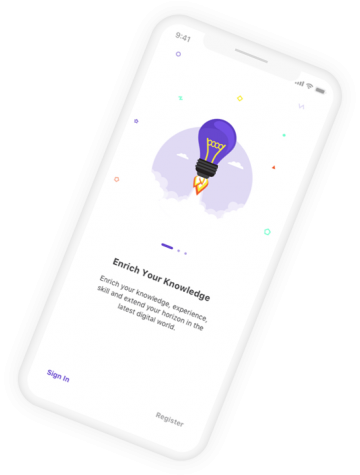 9:41
Enrich Your Knowledge
Enrich your knowledge, experience,
skill and extend your horizon in the
latest digital world.
Sign In
Register